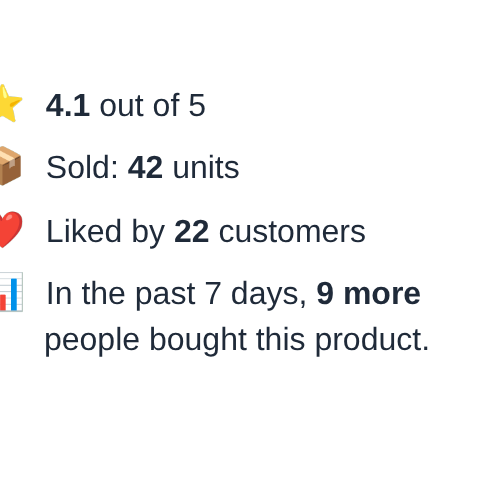 4.1 out of 5
Sold: 42 units
Liked by 22 customers
In the past 7 days, 9 more
people bought this product.